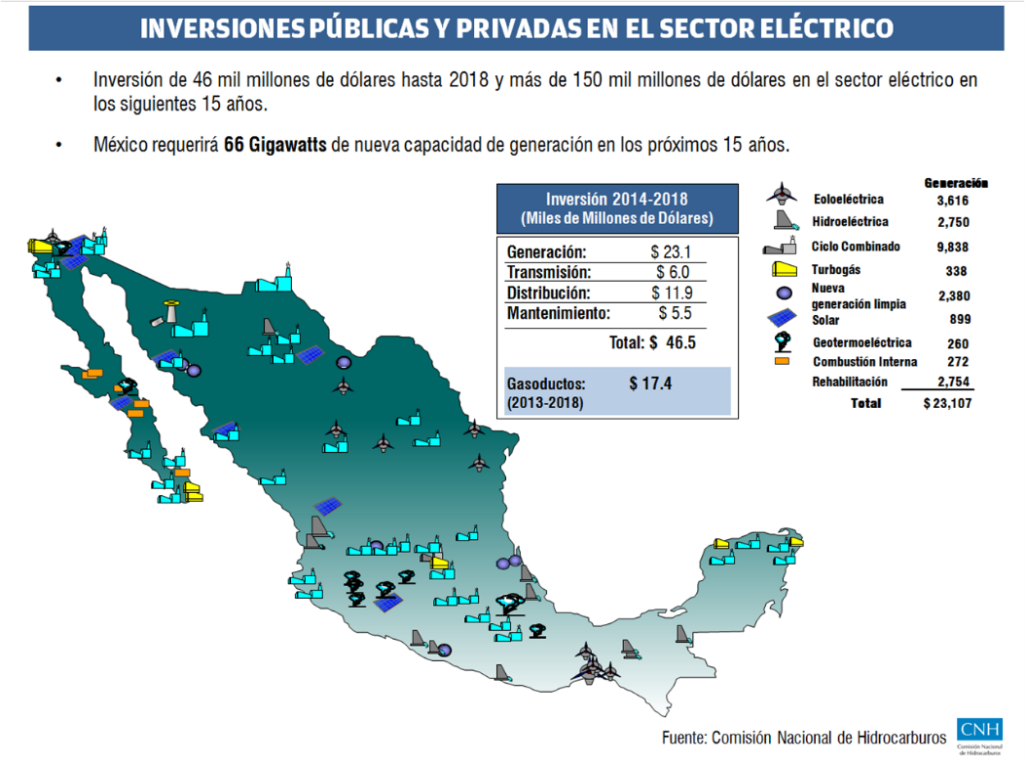 INVERSIONES PÚBLICAS Y PRIVADAS EN EL SECTOR ELÉCTRICO
• Inversión de 46 mil millones de dólares hasta 2018 y más de 150 mil millones de dólares en el sector eléctrico en
los siguientes 15 años.
• México requerirá 66 Gigawatts de nueva capacidad de generación en los próximos 15 años.
Inversión 2014-2018
(Miles de Millones de Dólares)
Generación: $ 23.1
Transmisión: $ 6.0
Distribución: $ 11.9
Mantenimiento: $ 5.5
Total: $ 46.5
Gasoductos: $ 17.4
(2013-2018)
Generación
Eoloeléctrica 3,616
Hidroeléctrica 2,750
Ciclo Combinado 9,838
Turbogás 338
Nueva
generación limpia 2,380
Solar 899
Geotermoeléctrica 260
Combustión Interna 272
Rehabilitación 2,754
Total $ 23,107
Fuente: Comisión Nacional de Hidrocarburos
CNH
Comisión Nacional
de Hidrocarburos